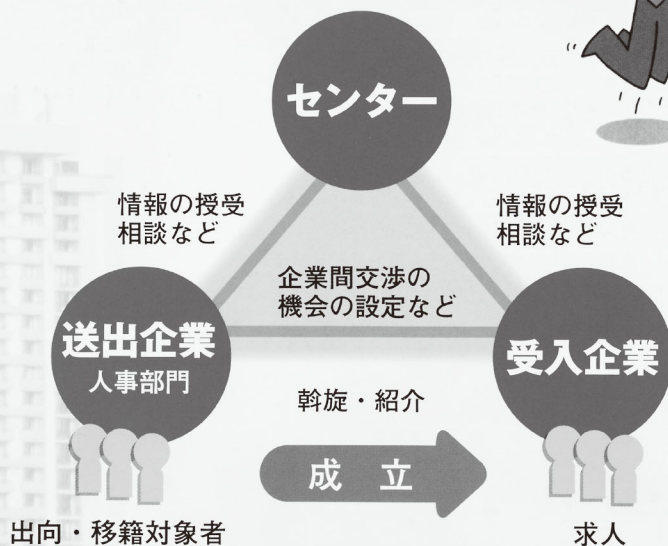 センター
情報の授受
相談など
情報の授受
相談など
企業間交渉の
機会の設定など
送出企業
人事部門
受入企業
斡旋・紹介
成 立
出向・移籍対象者
求人